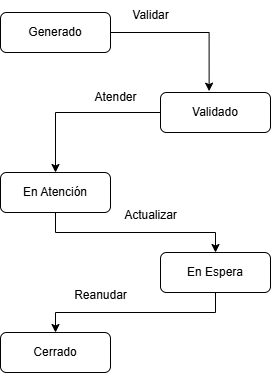 Validar
Generado
Atender
Validado
En Atención
Actualizar
En Espera
Reanudar
Cerrado